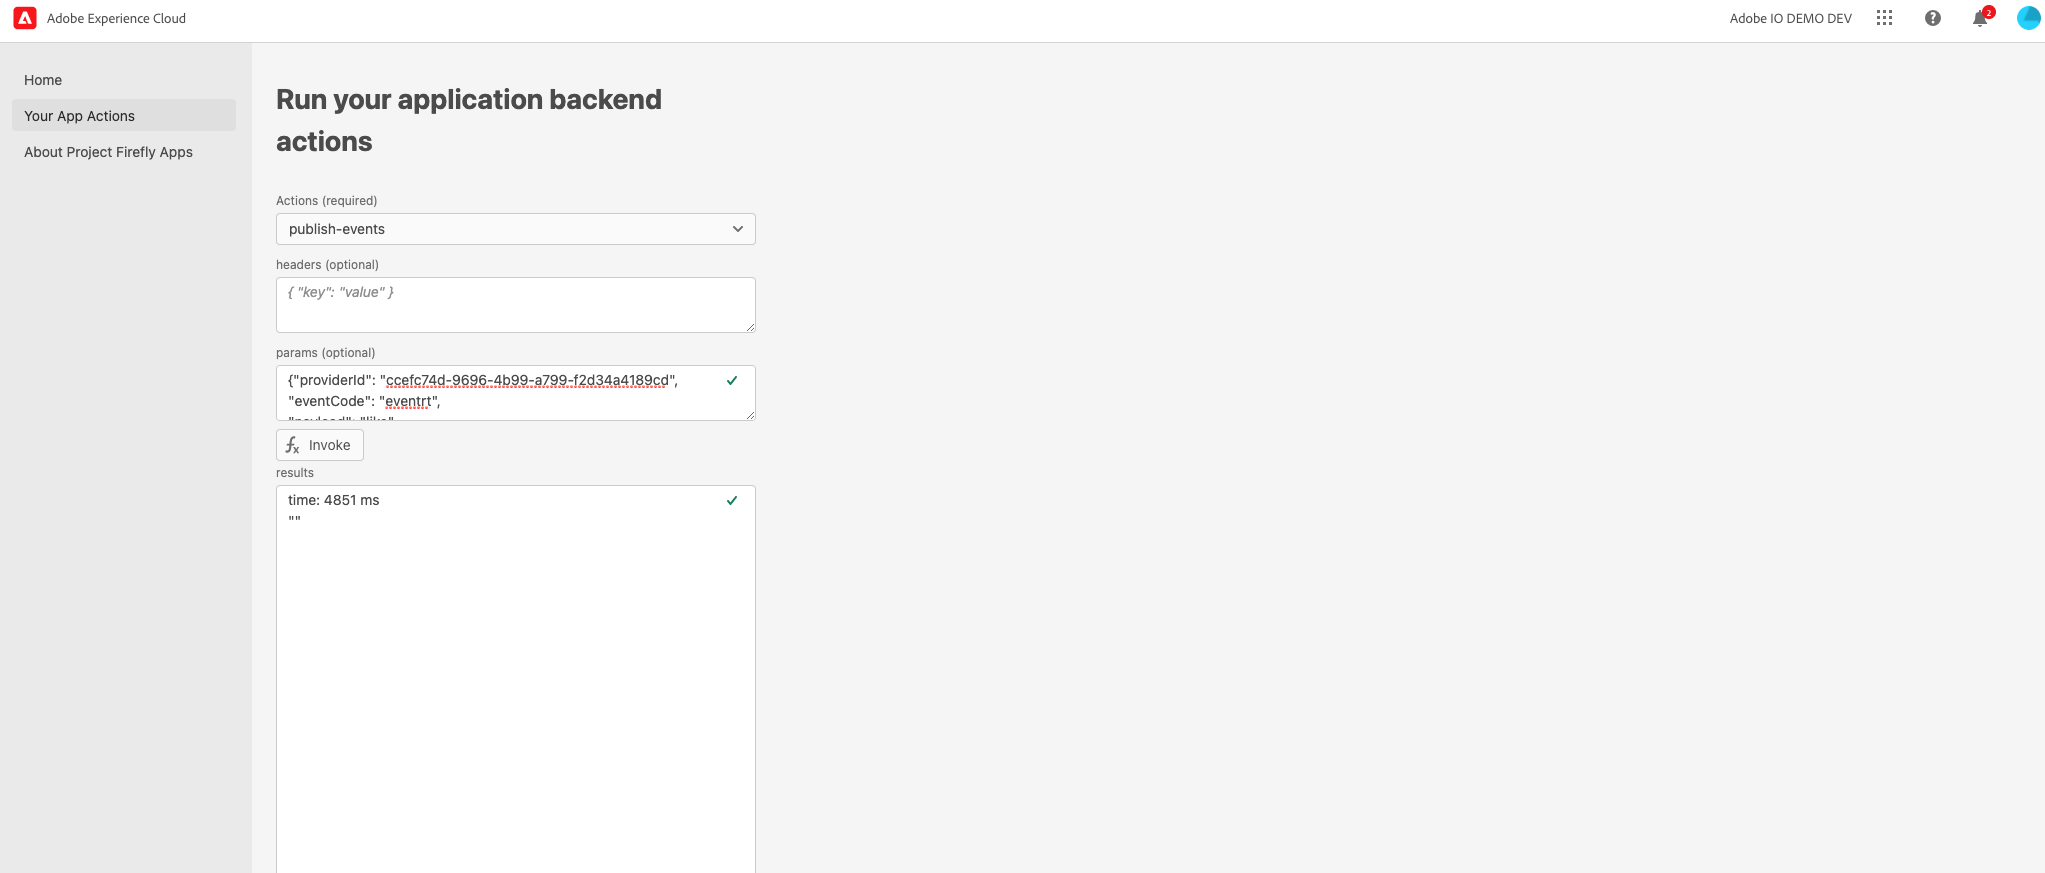 Adobe Experience Cloud
Adobe IO DEMO DEV
2
Home
Your App Actions
About Project Firefly Apps
Run your application backend
actions
Actions (required)
publish-events
headers (optional)
{ "key": "value" }
params (optional)
{"providerId": "ccefc74d-9696-4b99-a799-f2d34a4189cd",
"eventCode": "eventrt",
"payload": "like"
Invoke
results
time: 4851 ms
""